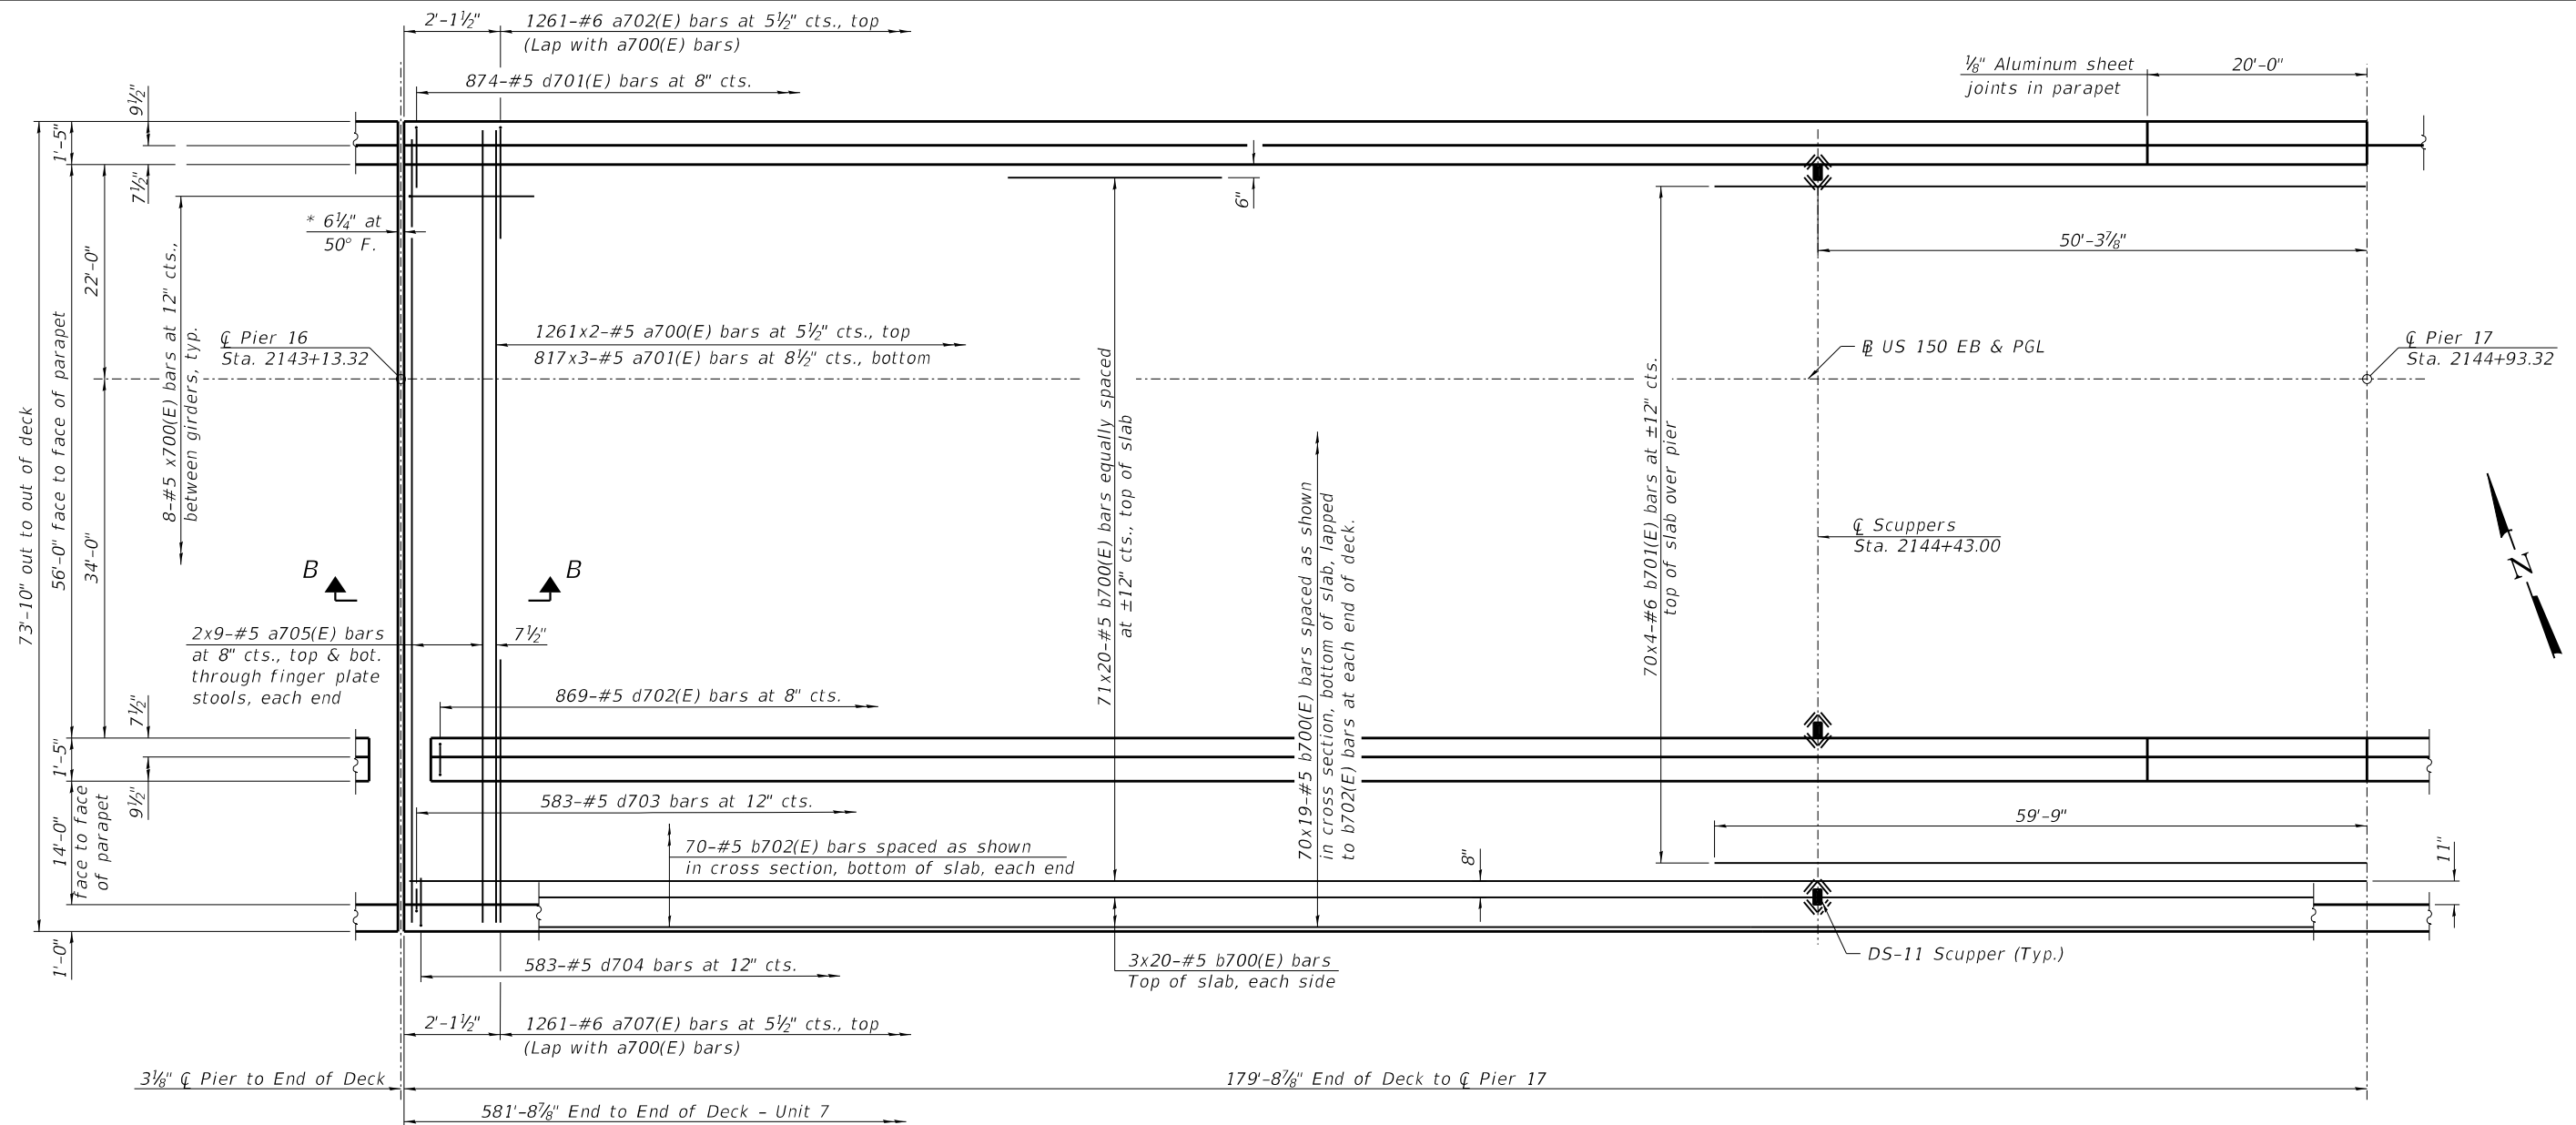 2'-1½"
1261-#6 a702(E) bars at 5½" cts., top
(Lap with a700(E) bars)
874-#5 d701(E) bars at 8" cts.
⅛" Aluminum sheet
joints in parapet
20'-0"
9½"
1'-5"
7½"
6"
* 6¼" at
50° F.
50'-3⅞"
22'-0"
8-#5 x700(E) bars at 12" cts.,
between girders, typ.
℄ Pier 16
Sta. 2143+13.32
1261x2-#5 a700(E) bars at 5½" cts., top
817x3-#5 a701(E) bars at 8½" cts., bottom
B̲L US 150 EB & PGL
℄ Pier 17
Sta. 2144+93.32
73'-10" out to out of deck
56'-0" face to face of parapet
34'-0"
71x20-#5 b700(E) bars equally spaced
at ±12" cts., top of slab
70x19-#5 b700(E) bars spaced as shown
in cross section, bottom of slab, lapped
to b702(E) bars at each end of deck.
70x4-#6 b701(E) bars at ±12" cts.
top of slab over pier
℄ Scuppers
Sta. 2144+43.00
N
B
B
2x9-#5 a705(E) bars
at 8" cts., top & bot.
through finger plate
stools, each end
7½"
869-#5 d702(E) bars at 8" cts.
7½"
1'-5"
9½"
14'-0"
face to face
of parapet
583-#5 d703 bars at 12" cts.
59'-9"
70-#5 b702(E) bars spaced as shown
in cross section, bottom of slab, each end
8"
11"
1'-0"
583-#5 d704 bars at 12" cts.
3x20-#5 b700(E) bars
Top of slab, each side
DS-11 Scupper (Typ.)
2'-1½"
1261-#6 a707(E) bars at 5½" cts., top
(Lap with a700(E) bars)
3⅛" ℄ Pier to End of Deck
179'-8⅞" End of Deck to ℄ Pier 17
581'-8⅞" End to End of Deck - Unit 7